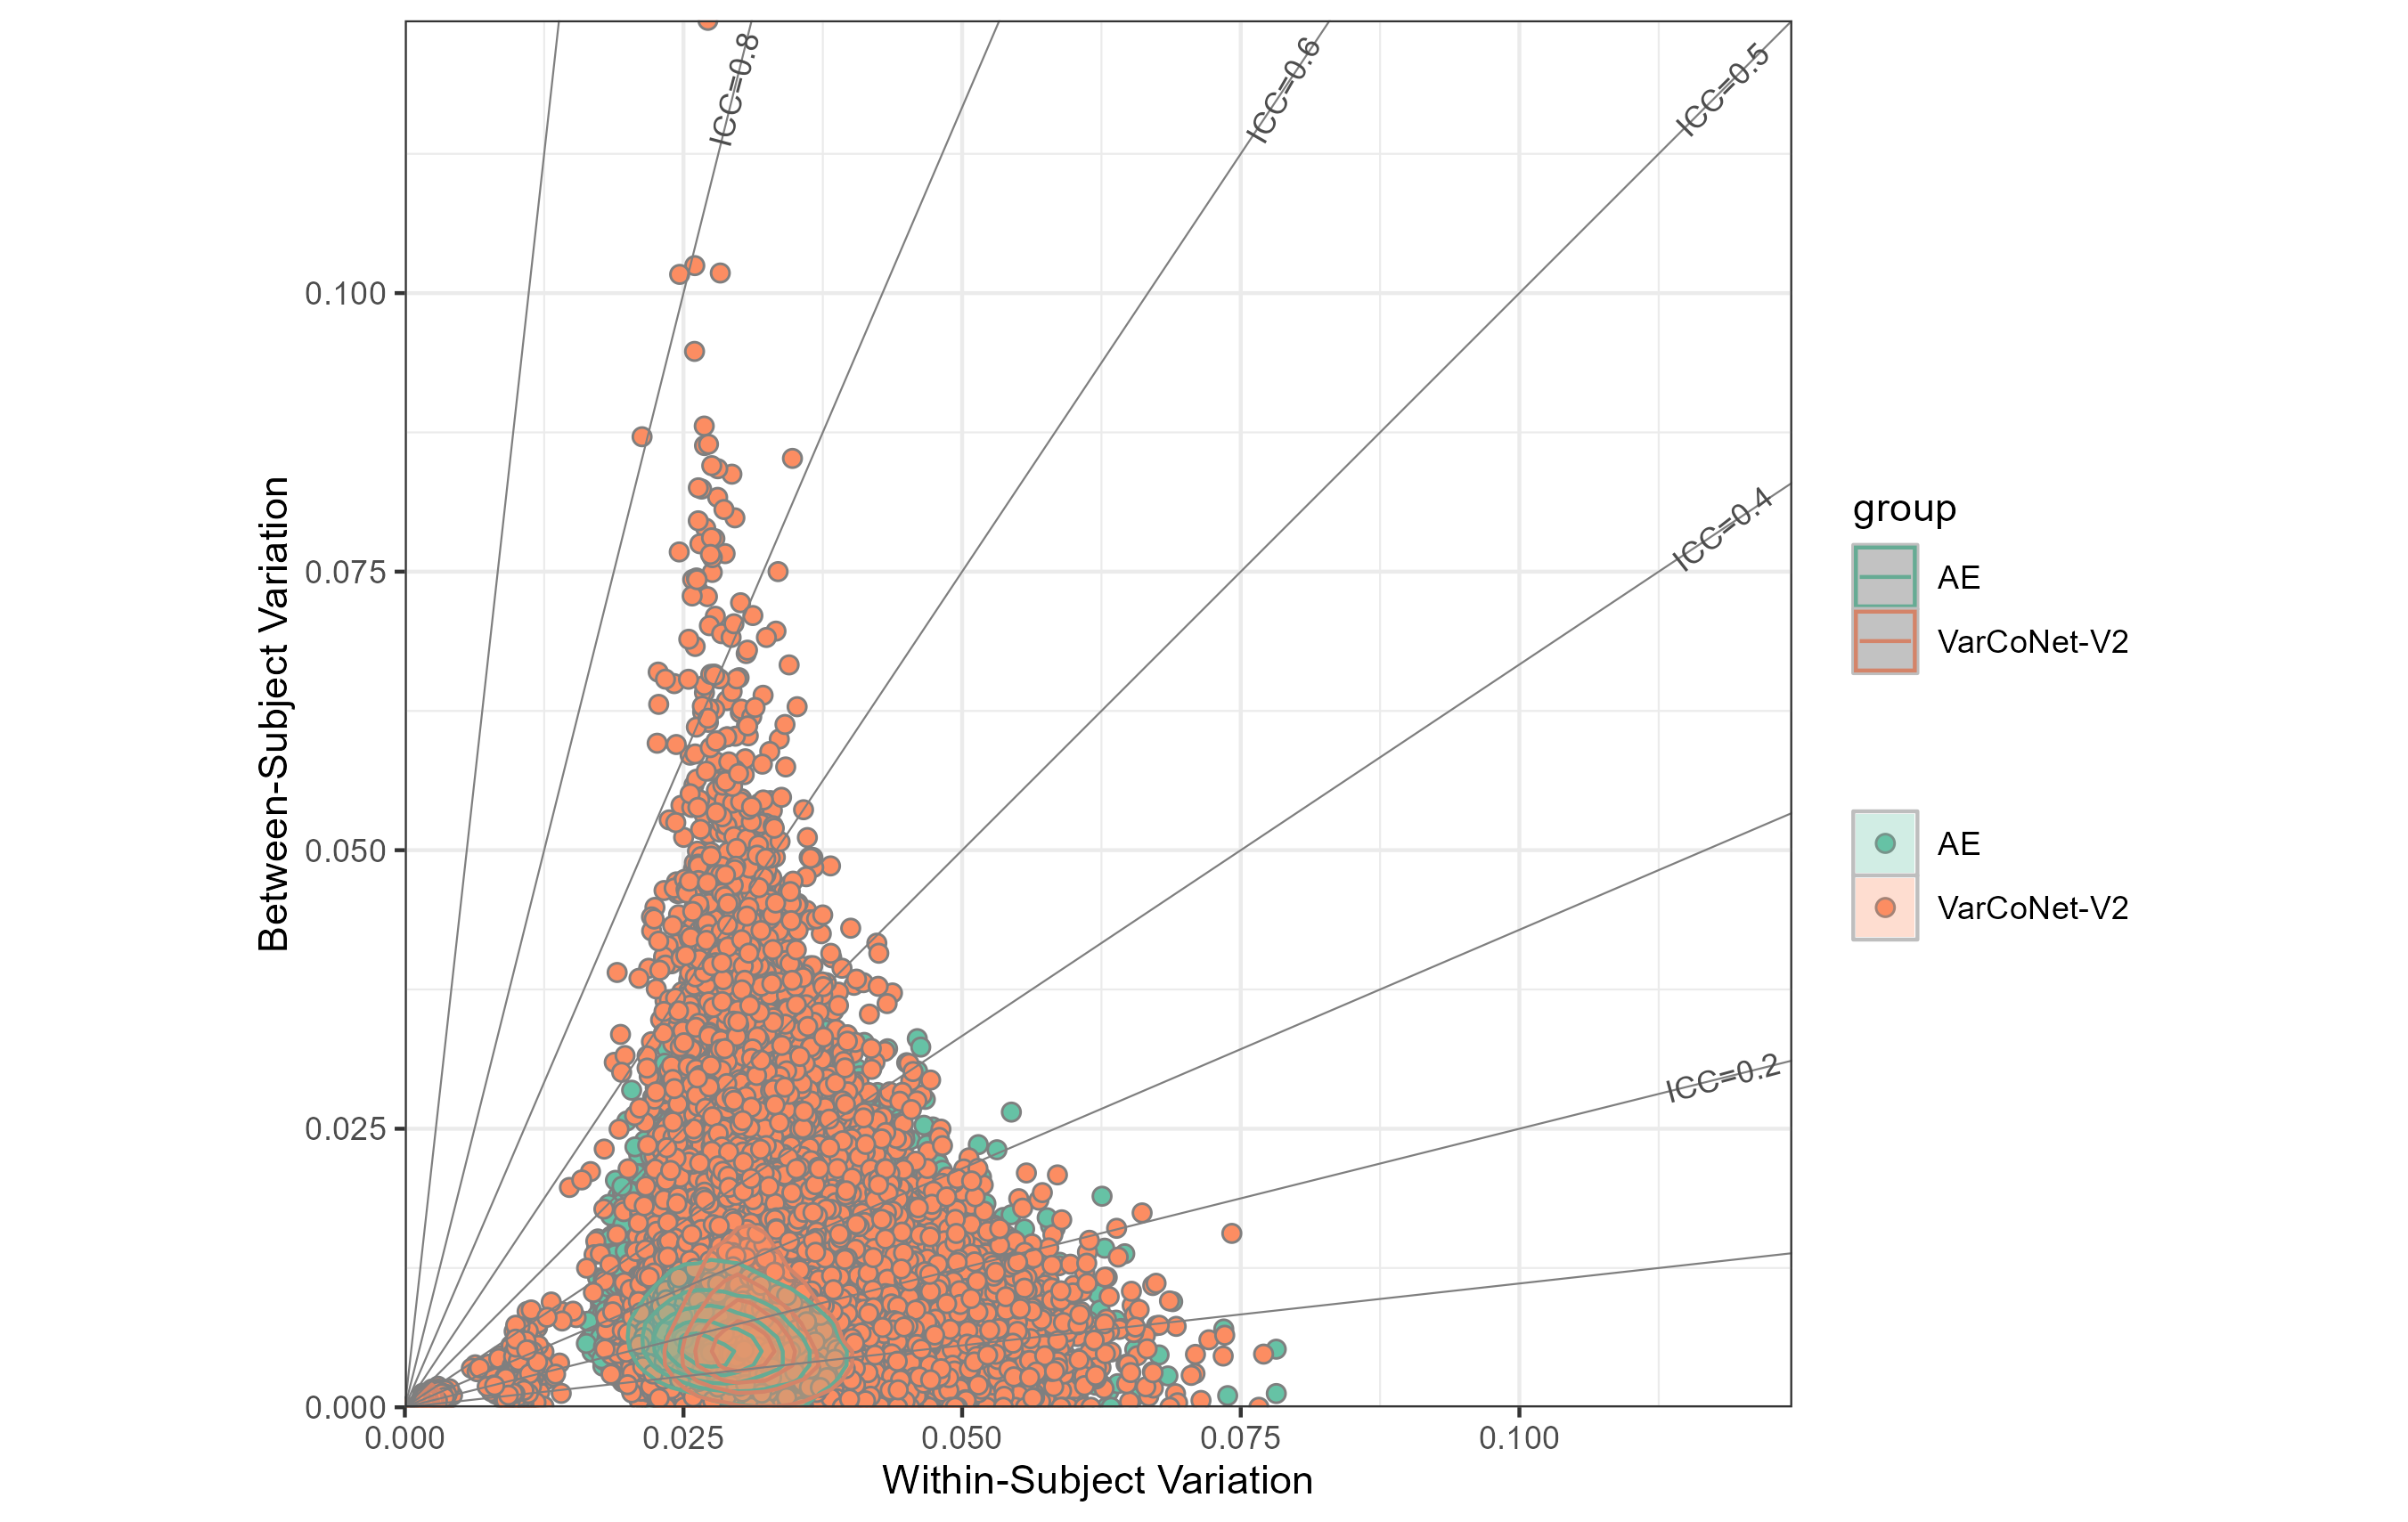 ICC=0.8
ICC=0.6
ICC=0.5
ICC=0.4
ICC=0.2
0.100
0.075
0.050
0.025
0.000
Between-Subject Variation
0.000
0.025
0.050
0.075
0.100
Within-Subject Variation
group
AE
VarCoNet-V2
AE
VarCoNet-V2